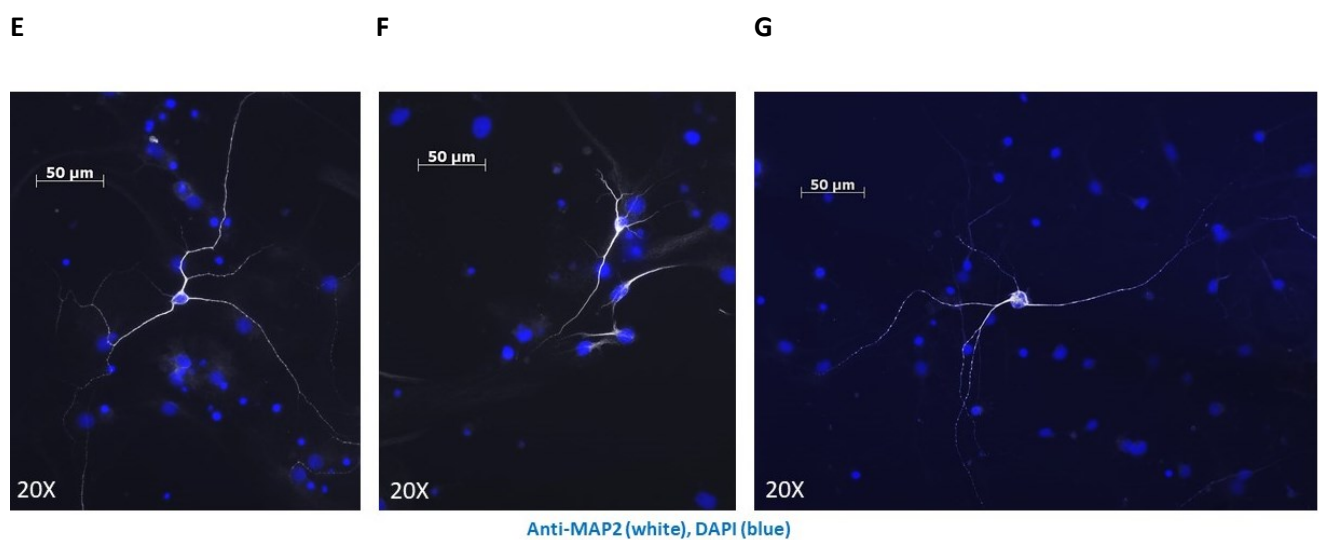 E
F
G
50 µm
50 µm
50 µm
20X
20X
20X
Anti-MAP2 (white), DAPI (blue)